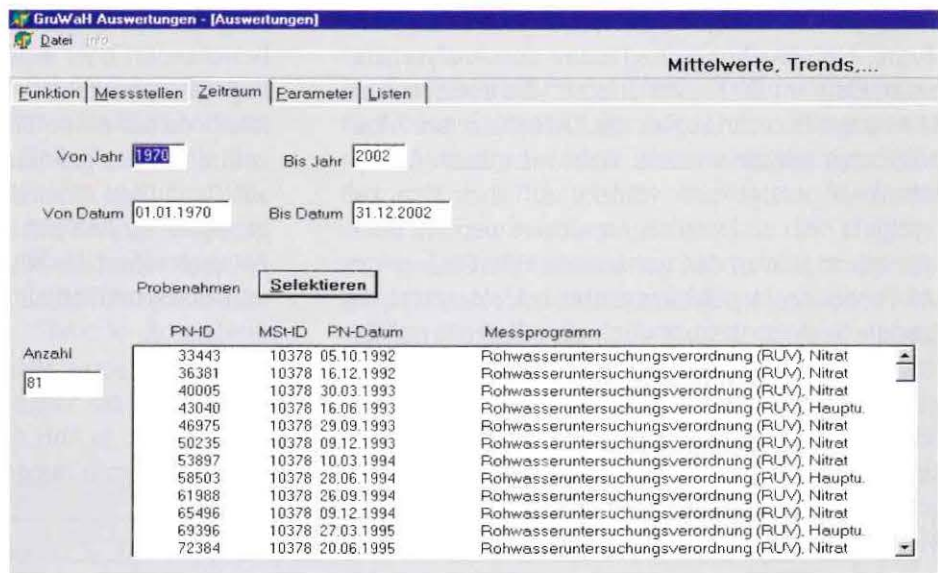 GruWaH Auswertungen - [Auswertungen]
Datei info
Mittelwerte, Trends,...
Funktion Messstellen Zeitraum Parameter Listen
Von Jahr 1970 Bis Jahr 2002
Von Datum 01.01.1970 Bis Datum 31.12.2002
Probenahmen Selektieren
PN-ID MSt-ID PN-Datum Messprogramm
Anzahl
81
33443 10378 05.10.1992 Rohwasseruntersuchungsverordnung (RUV), Nitrat
36381 10378 16.12.1992 Rohwasseruntersuchungsverordnung (RUV), Nitrat
40005 10378 30.03.1993 Rohwasseruntersuchungsverordnung (RUV), Nitrat
43040 10378 16.06.1993 Rohwasseruntersuchungsverordnung (RUV), Hauptu.
46975 10378 29.09.1993 Rohwasseruntersuchungsverordnung (RUV), Nitrat
50235 10378 09.12.1993 Rohwasseruntersuchungsverordnung (RUV), Nitrat
53897 10378 10.03.1994 Rohwasseruntersuchungsverordnung (RUV), Nitrat
58503 10378 28.06.1994 Rohwasseruntersuchungsverordnung (RUV), Hauptu.
61988 10378 26.09.1994 Rohwasseruntersuchungsverordnung (RUV), Nitrat
65496 10378 09.12.1994 Rohwasseruntersuchungsverordnung (RUV), Nitrat
69396 10378 27.03.1995 Rohwasseruntersuchungsverordnung (RUV), Hauptu.
72384 10378 20.06.1995 Rohwasseruntersuchungsverordnung (RUV), Nitrat